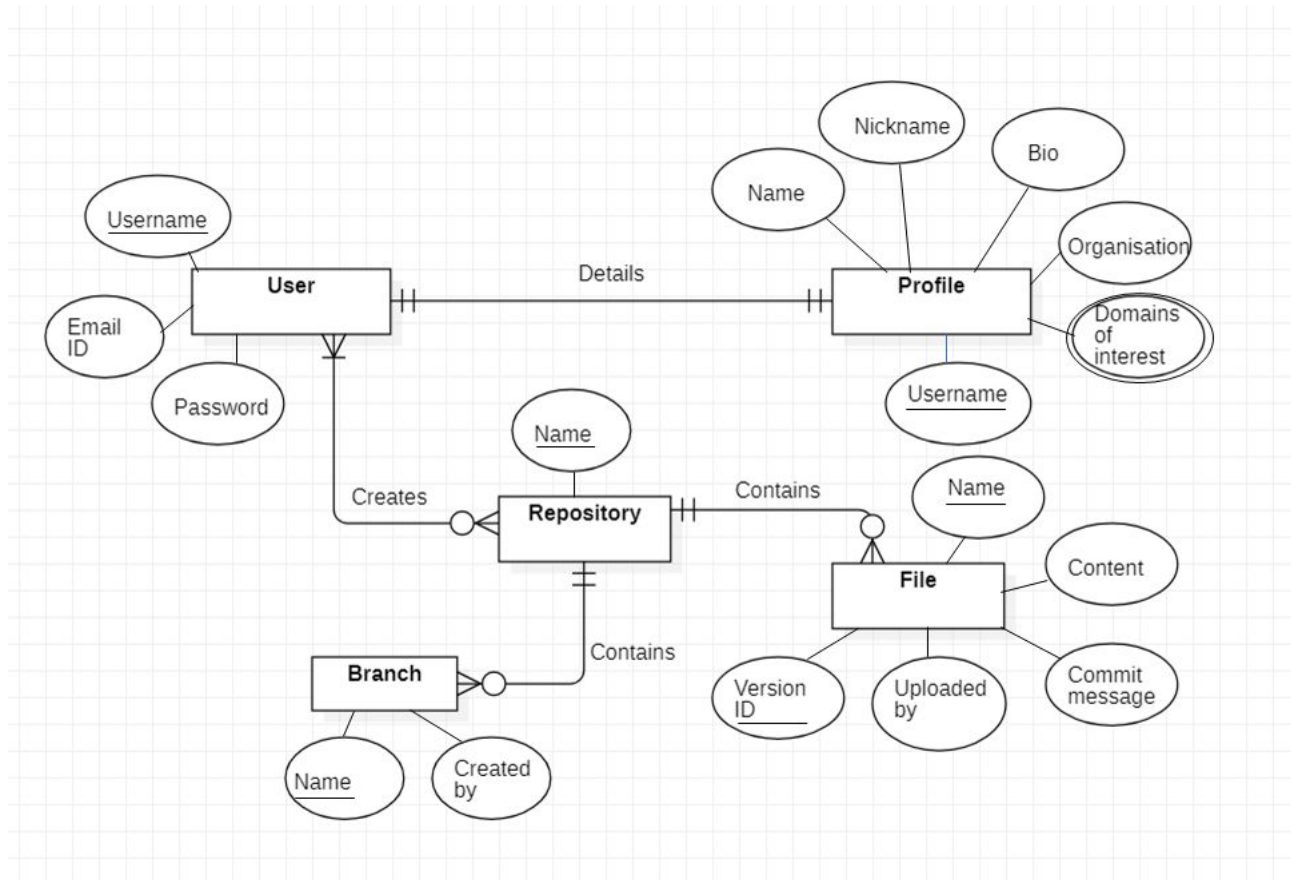 Nickname
Bio
Name
Username
Organisation
User
Details
Profile
Email
ID
Domains
of
interest
Password
Username
Name
Creates
Contains
Name
Repository
File
Content
Contains
Branch
Version
ID
Uploaded
by
Commit
message
Name
Created
by